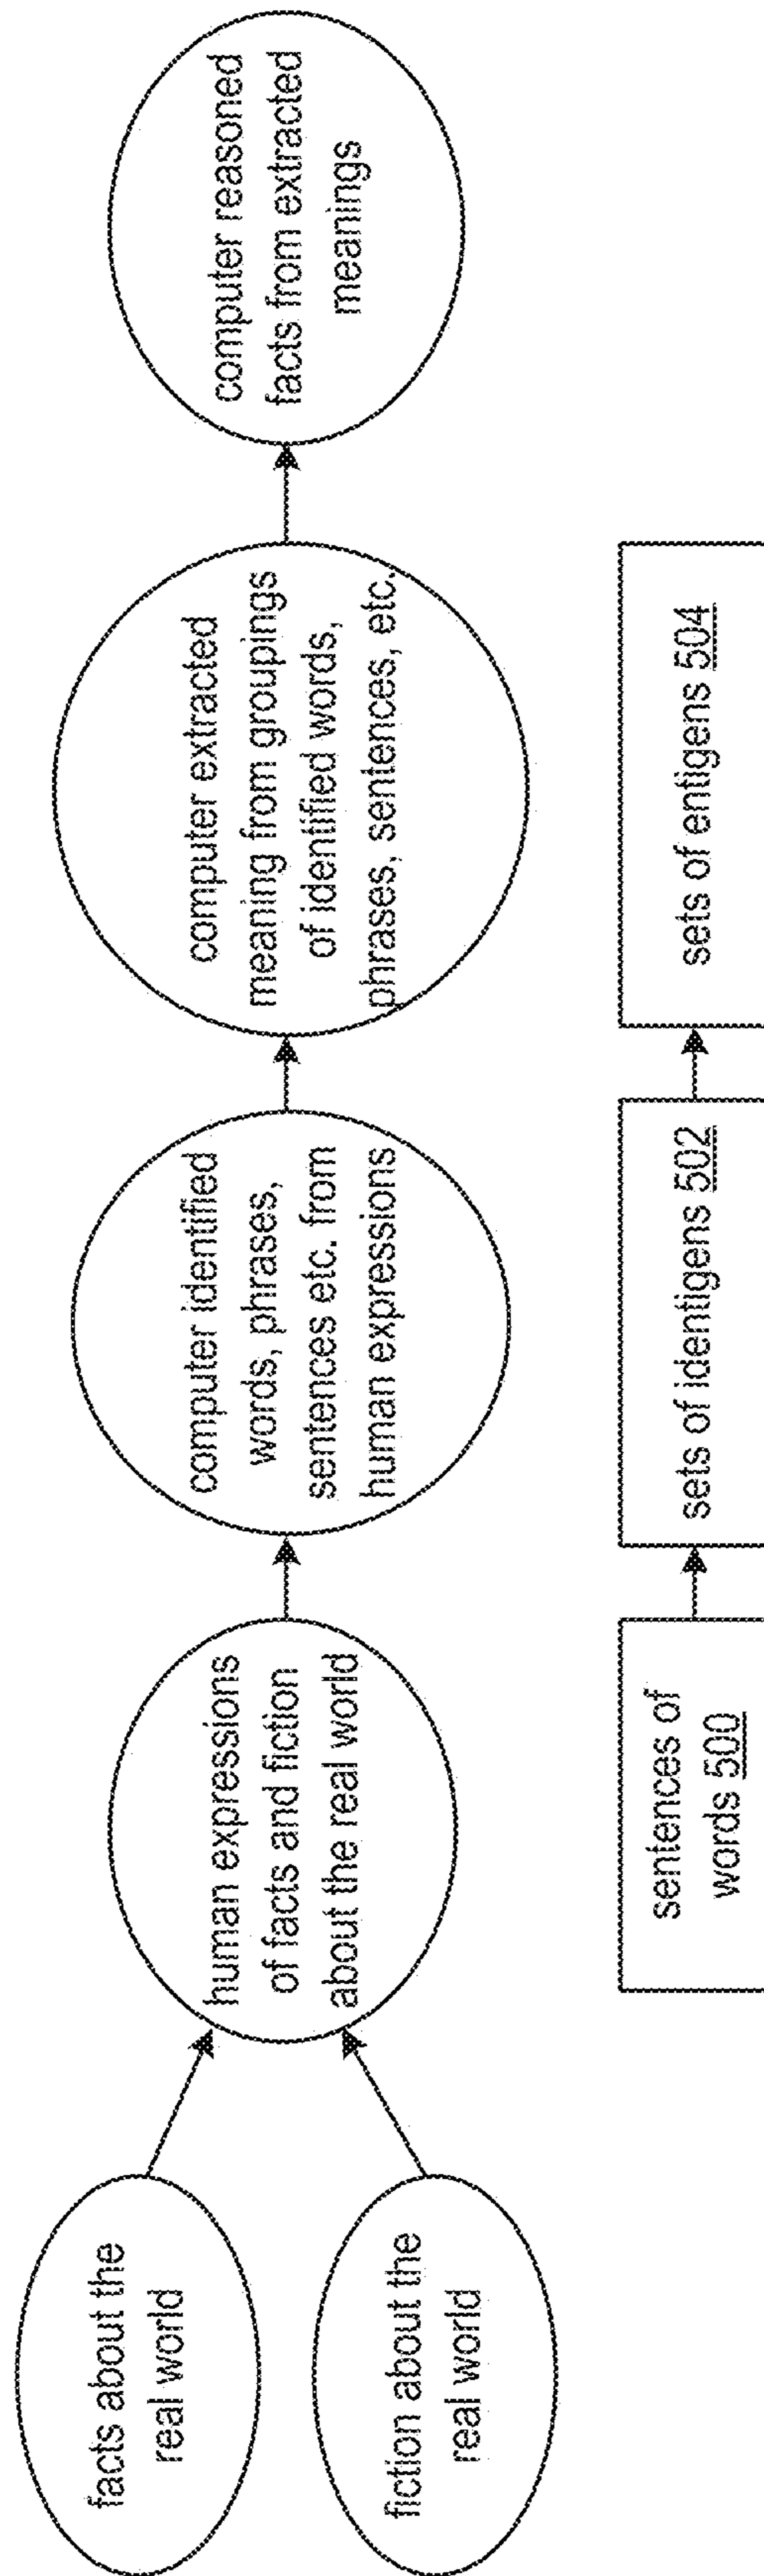 facts about the
real world
fiction about the
real world
human expressions
of facts and fiction
about the real world
computer identified
words, phrases,
sentences etc. from
human expressions
computer extracted
meaning from groupings
of identified words,
phrases, sentences, etc.
computer reasoned
facts from extracted
meanings
sentences of
words 500
sets of identigens 502
sets of entigens 504